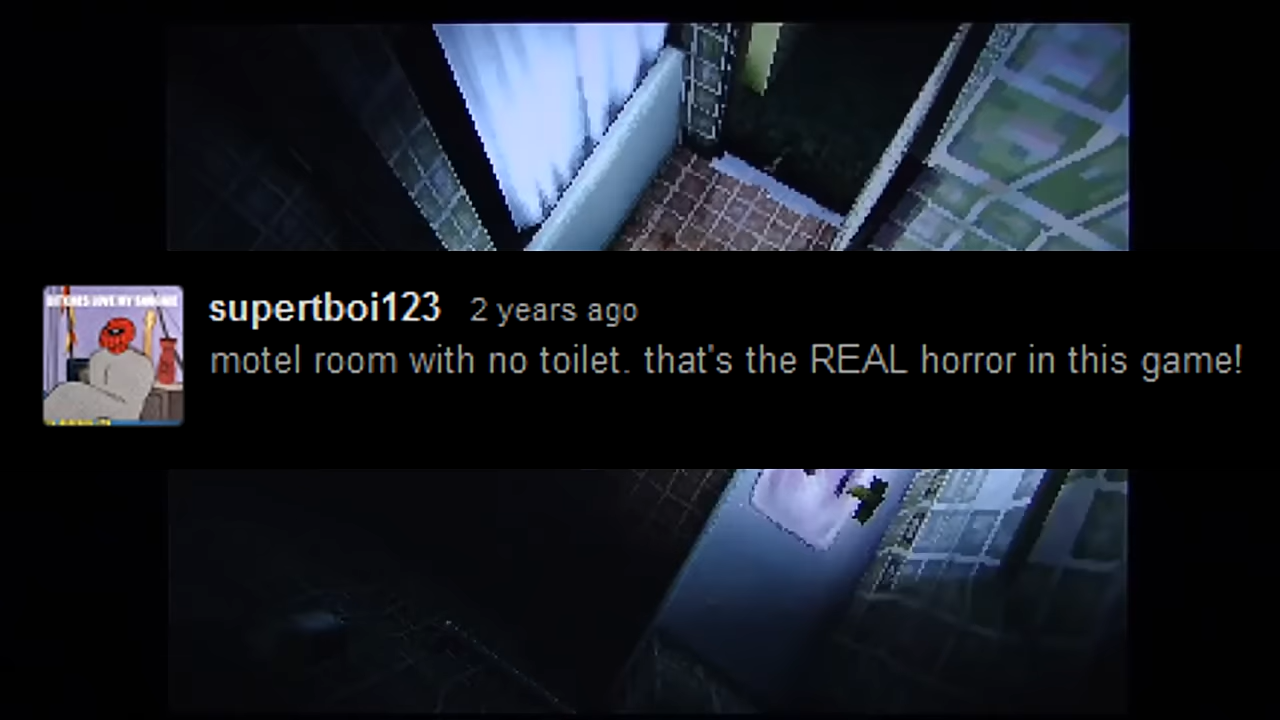 supertboi123 2 years ago
motel room with no toilet. that's the REAL horror in this game!